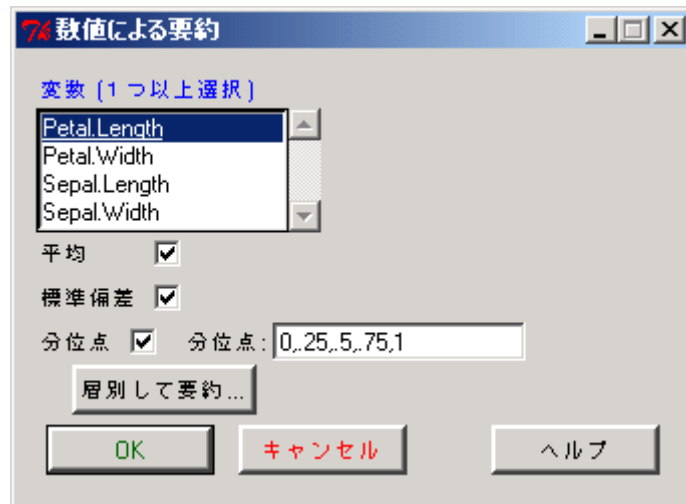 数値による要約
変数 (1つ以上選択)
Petal.Length
Petal.Width
Sepal.Length
Sepal.Width
平均
標準偏差
分位点 分位点: 0,.25,.5,.75,1
層別して要約...
OK キャンセル ヘルプ